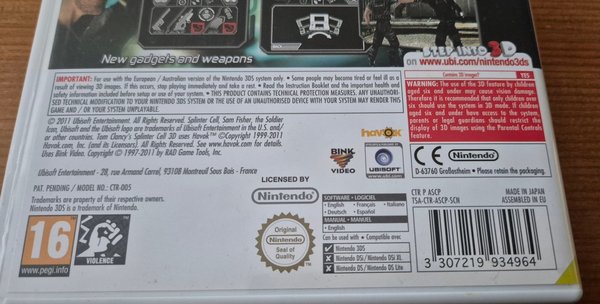 BACK
New gadgets and weapons
STEP INTO 3D
on www.ubi.com/nintendo3ds
IMPORTANT: For use with the European / Australian version of the Nintendo 3DS system only. • Some people may become tired or feel ill as a
result of viewing 3D images. If this occurs, stop playing immediately and take a rest. • Read the Instruction Booklet and the important health and
safety information included before setup or use of your system. • THIS PRODUCT CONTAINS TECHNICAL PROTECTION MEASURES. ANY UNAUTHOR-
ISED TECHNICAL MODIFICATION TO YOUR NINTENDO 3DS SYSTEM OR THE USE OF AN UNAUTHORISED DEVICE WITH YOUR SYSTEM MAY RENDER THIS
GAME AND / OR YOUR SYSTEM UNPLAYABLE.
Contains 3D images? YES
WARNING: The use of the 3D feature by children
aged six and under may cause vision damage.
Therefore it is recommended that only children over
six should use the system in 3D mode. If children
aged six and under have access to the system,
parents or legal guardians should restrict the
display of 3D images using the Parental Controls
feature.
© 2011 Ubisoft Entertainment. All Rights Reserved. Splinter Cell, Sam Fisher, the Soldier
Icon, Ubisoft and the Ubisoft logo are trademarks of Ubisoft Entertainment in the U.S. and/
or other countries. Tom Clancy's Splinter Cell 3D uses Havok™ ©Copyright 1999-2011
Havok.com, Inc. (and its Licensors). All Rights Reserved. See www.havok.com for details.
Uses Bink Video. Copyright © 1997-2011 by RAD Game Tools, Inc.
havok
BINK
VIDEO
UBISOFT
www.ubi.com
CE Nintendo
D-63760 Großostheim • Please retain the packaging.
Ubisoft Entertainment - 28, rue Armand Carrel, 93108 Montreuil Sous Bois - France
PAT. PENDING / MODEL NO.: CTR-005
Trademarks are property of their respective owners.
Nintendo 3DS is a trademark of Nintendo.
LICENSED BY
Nintendo
Original
Nintendo
Seal of
Quality
SOFTWARE • LOGICIEL
• English • Français • Italiano
• Deutsch • Español
MANUAL • MANUEL
• English
Can be used with • Compatible avec
Nintendo 3DS
Nintendo DSi / Nintendo DSi XL
Nintendo DS / Nintendo DS Lite
CTR P ASCP
TSA-CTR-ASCP-SCN
MADE IN JAPAN
ASSEMBLED IN EU
3 307219 934964
16
www.pegi.info
VIOLENCE